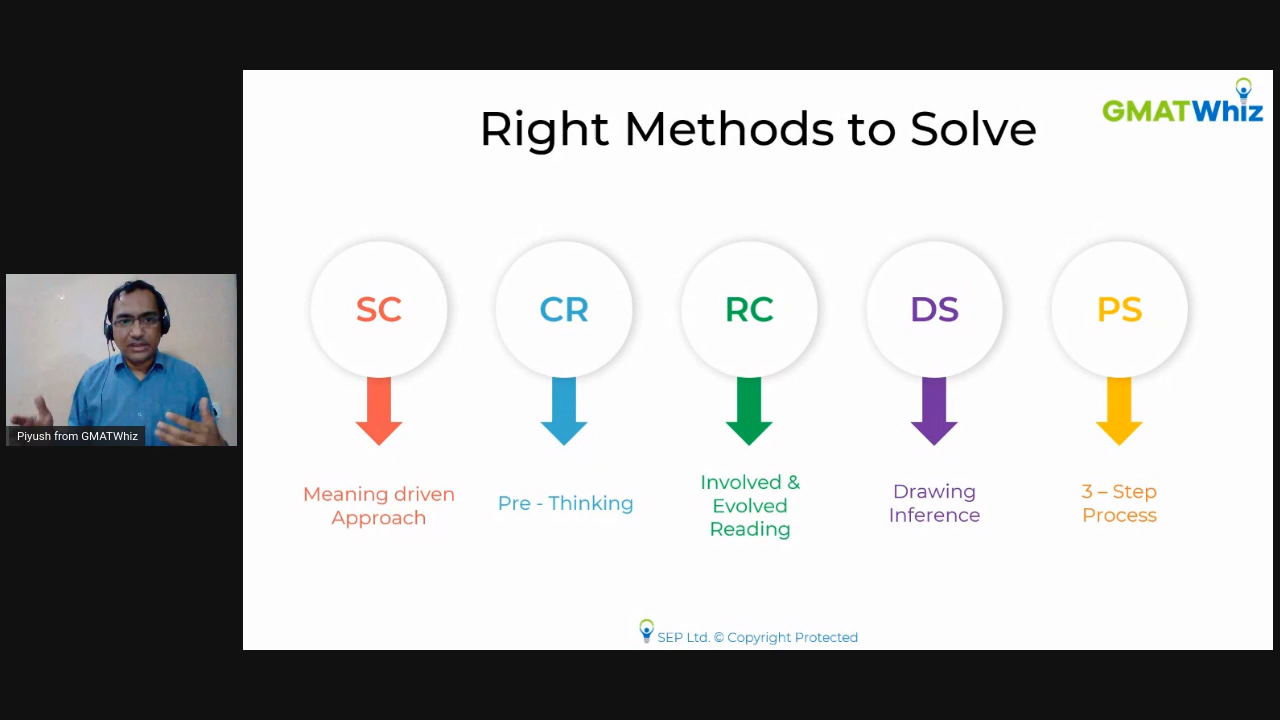 Right Methods to Solve
GMATWhiz
SC
CR
RC
DS
PS
Meaning driven
Approach
Pre - Thinking
Involved &
Evolved
Reading
Drawing
Inference
3 – Step
Process
Piyush from GMATWhiz
SEP Ltd. © Copyright Protected